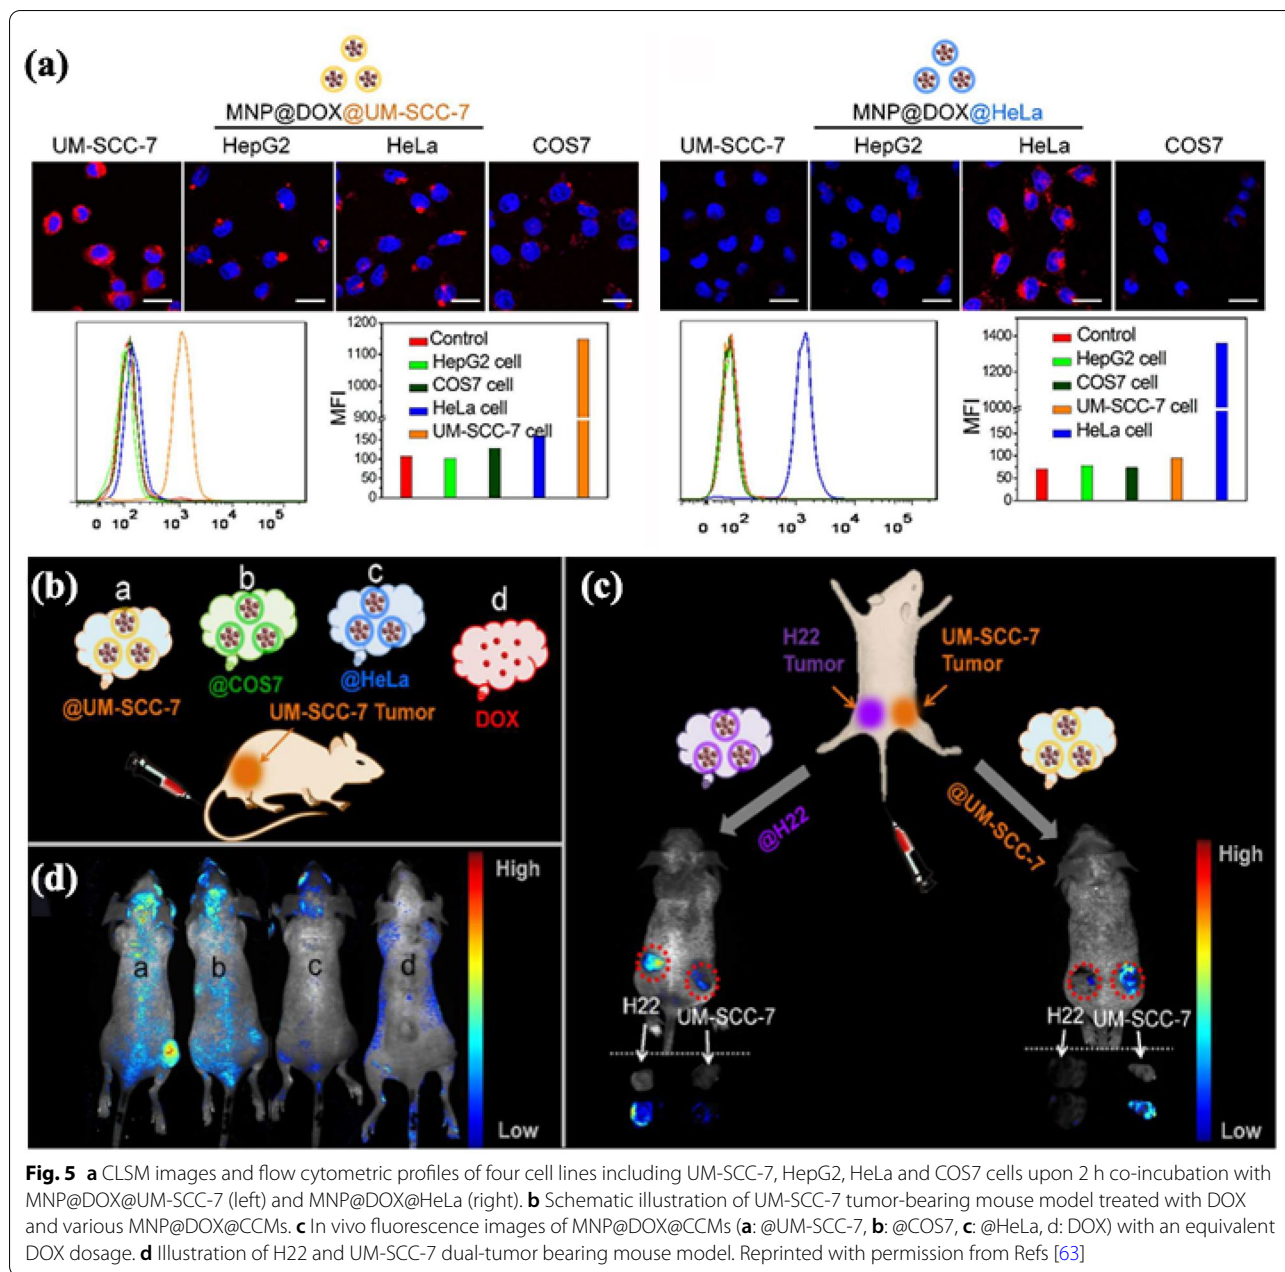 (a)
MNP@DOX@UM-SCC-7
UM-SCC-7 HepG2 HeLa COS7
MNP@DOX@HeLa
UM-SCC-7 HepG2 HeLa COS7
0 10² 10³ 10⁴ 10⁵
MFI
1200
1100
1000
900
150
100
50
0
Control
HepG2 cell
COS7 cell
HeLa cell
UM-SCC-7 cell
0 10² 10³ 10⁴ 10⁵
MFI
1400
1200
1000
150
100
50
0
Control
HepG2 cell
COS7 cell
UM-SCC-7 cell
HeLa cell
(b)
a b c d
@UM-SCC-7
@COS7
@HeLa
DOX
UM-SCC-7 Tumor
(c)
H22
Tumor
UM-SCC-7
Tumor
@H22
@UM-SCC-7
H22
UM-SCC-7
H22
UM-SCC-7
High
Low
(d)
a b c d
High
Low
Fig. 5 a CLSM images and flow cytometric profiles of four cell lines including UM-SCC-7, HepG2, HeLa and COS7 cells upon 2 h co-incubation with
MNP@DOX@UM-SCC-7 (left) and MNP@DOX@HeLa (right). b Schematic illustration of UM-SCC-7 tumor-bearing mouse model treated with DOX
and various MNP@DOX@CCMs. c In vivo fluorescence images of MNP@DOX@CCMs (a: @UM-SCC-7, b: @COS7, c: @HeLa, d: DOX) with an equivalent
DOX dosage. d Illustration of H22 and UM-SCC-7 dual-tumor bearing mouse model. Reprinted with permission from Refs [63]